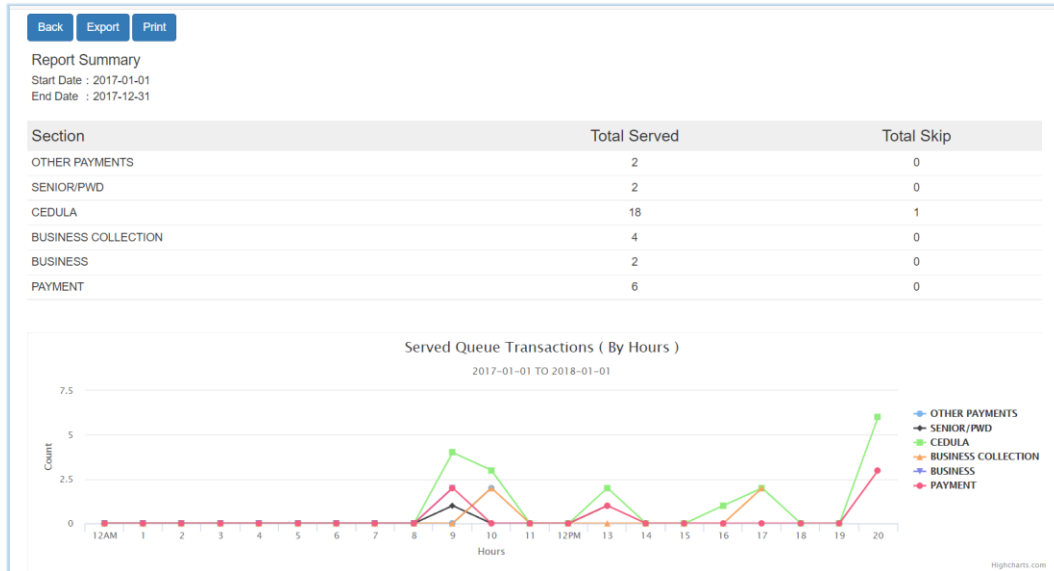 Back Export Print
Report Summary
Start Date : 2017-01-01
End Date : 2017-12-31
Section Total Served Total Skip
OTHER PAYMENTS 2 0
SENIOR/PWD 2 0
CEDULA 18 1
BUSINESS COLLECTION 4 0
BUSINESS 2 0
PAYMENT 6 0
Served Queue Transactions ( By Hours )
2017-01-01 TO 2018-01-01
7.5
5
2.5
0
Count
12AM 1 2 3 4 5 6 7 8 9 10 11 12PM 13 14 15 16 17 18 19 20
Hours
OTHER PAYMENTS
SENIOR/PWD
CEDULA
BUSINESS COLLECTION
BUSINESS
PAYMENT
Highcharts.com